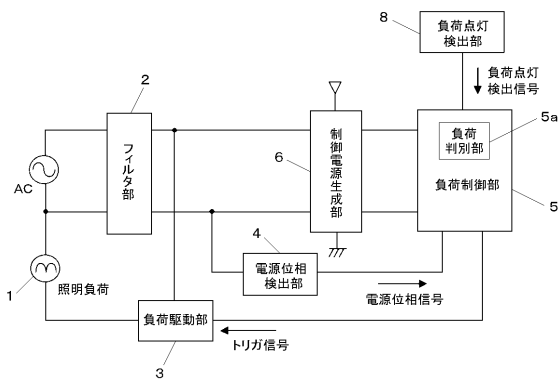 8
負荷点灯
検出部
負荷点灯
検出信号
2
フィルタ部
6
制御電源生成部
5a
負荷
判別部
負荷制御部
5
AC
4
電源位相
検出部
電源位相信号
1
照明負荷
負荷駆動部
トリガ信号
3